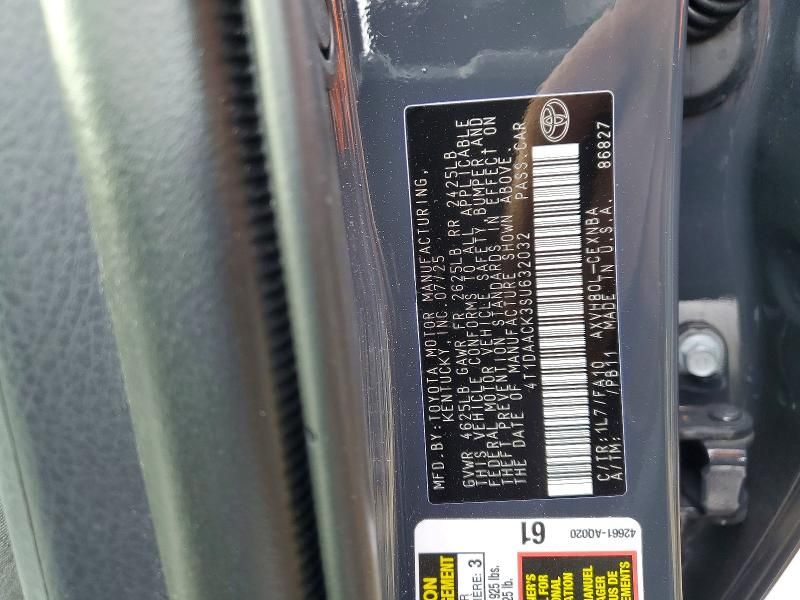 MFD.BY:TOYOTA MOTOR MANUFACTURING,
KENTUCKY, INC.07/25
GVWR 4625LB GAWR FR 2625LB RR 2425LB
THIS VEHICLE CONFORMS TO ALL APPLICABLE
FEDERAL MOTOR VEHICLE SAFETY, BUMPER AND
THEFT PREVENTION STANDARDS IN EFFECT ON
THE DATE OF MANUFACTURE SHOWN ABOVE.
4T1DAACK3SU632032 PASS.CAR
C/TR:1L7/FA10 AXVH80L-CEXNBA
A/TM: /PB11 MADE IN U.S.A. 86827
61
42661-AQ020
3